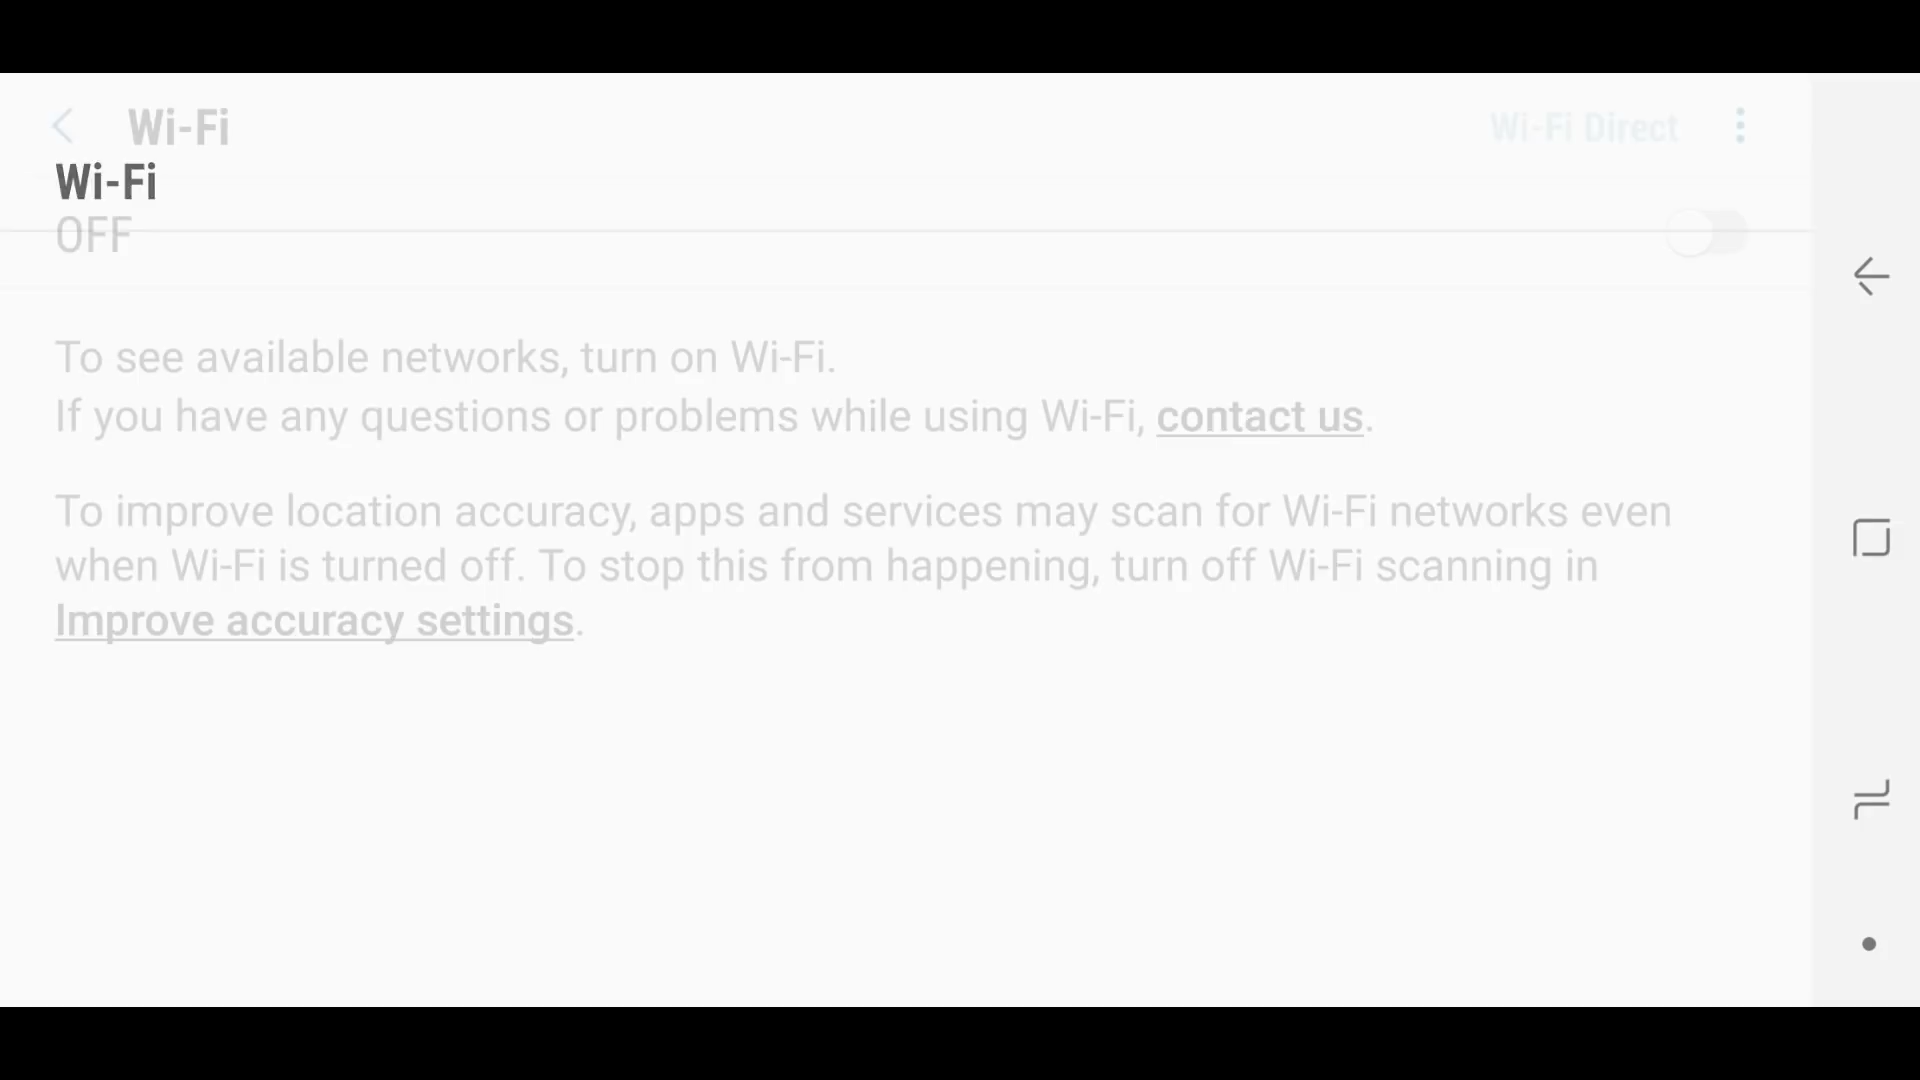 Wi-Fi Wi-Fi Direct
Wi-Fi
OFF
To see available networks, turn on Wi-Fi.
If you have any questions or problems while using Wi-Fi, contact us.
To improve location accuracy, apps and services may scan for Wi-Fi networks even
when Wi-Fi is turned off. To stop this from happening, turn off Wi-Fi scanning in
Improve accuracy settings.